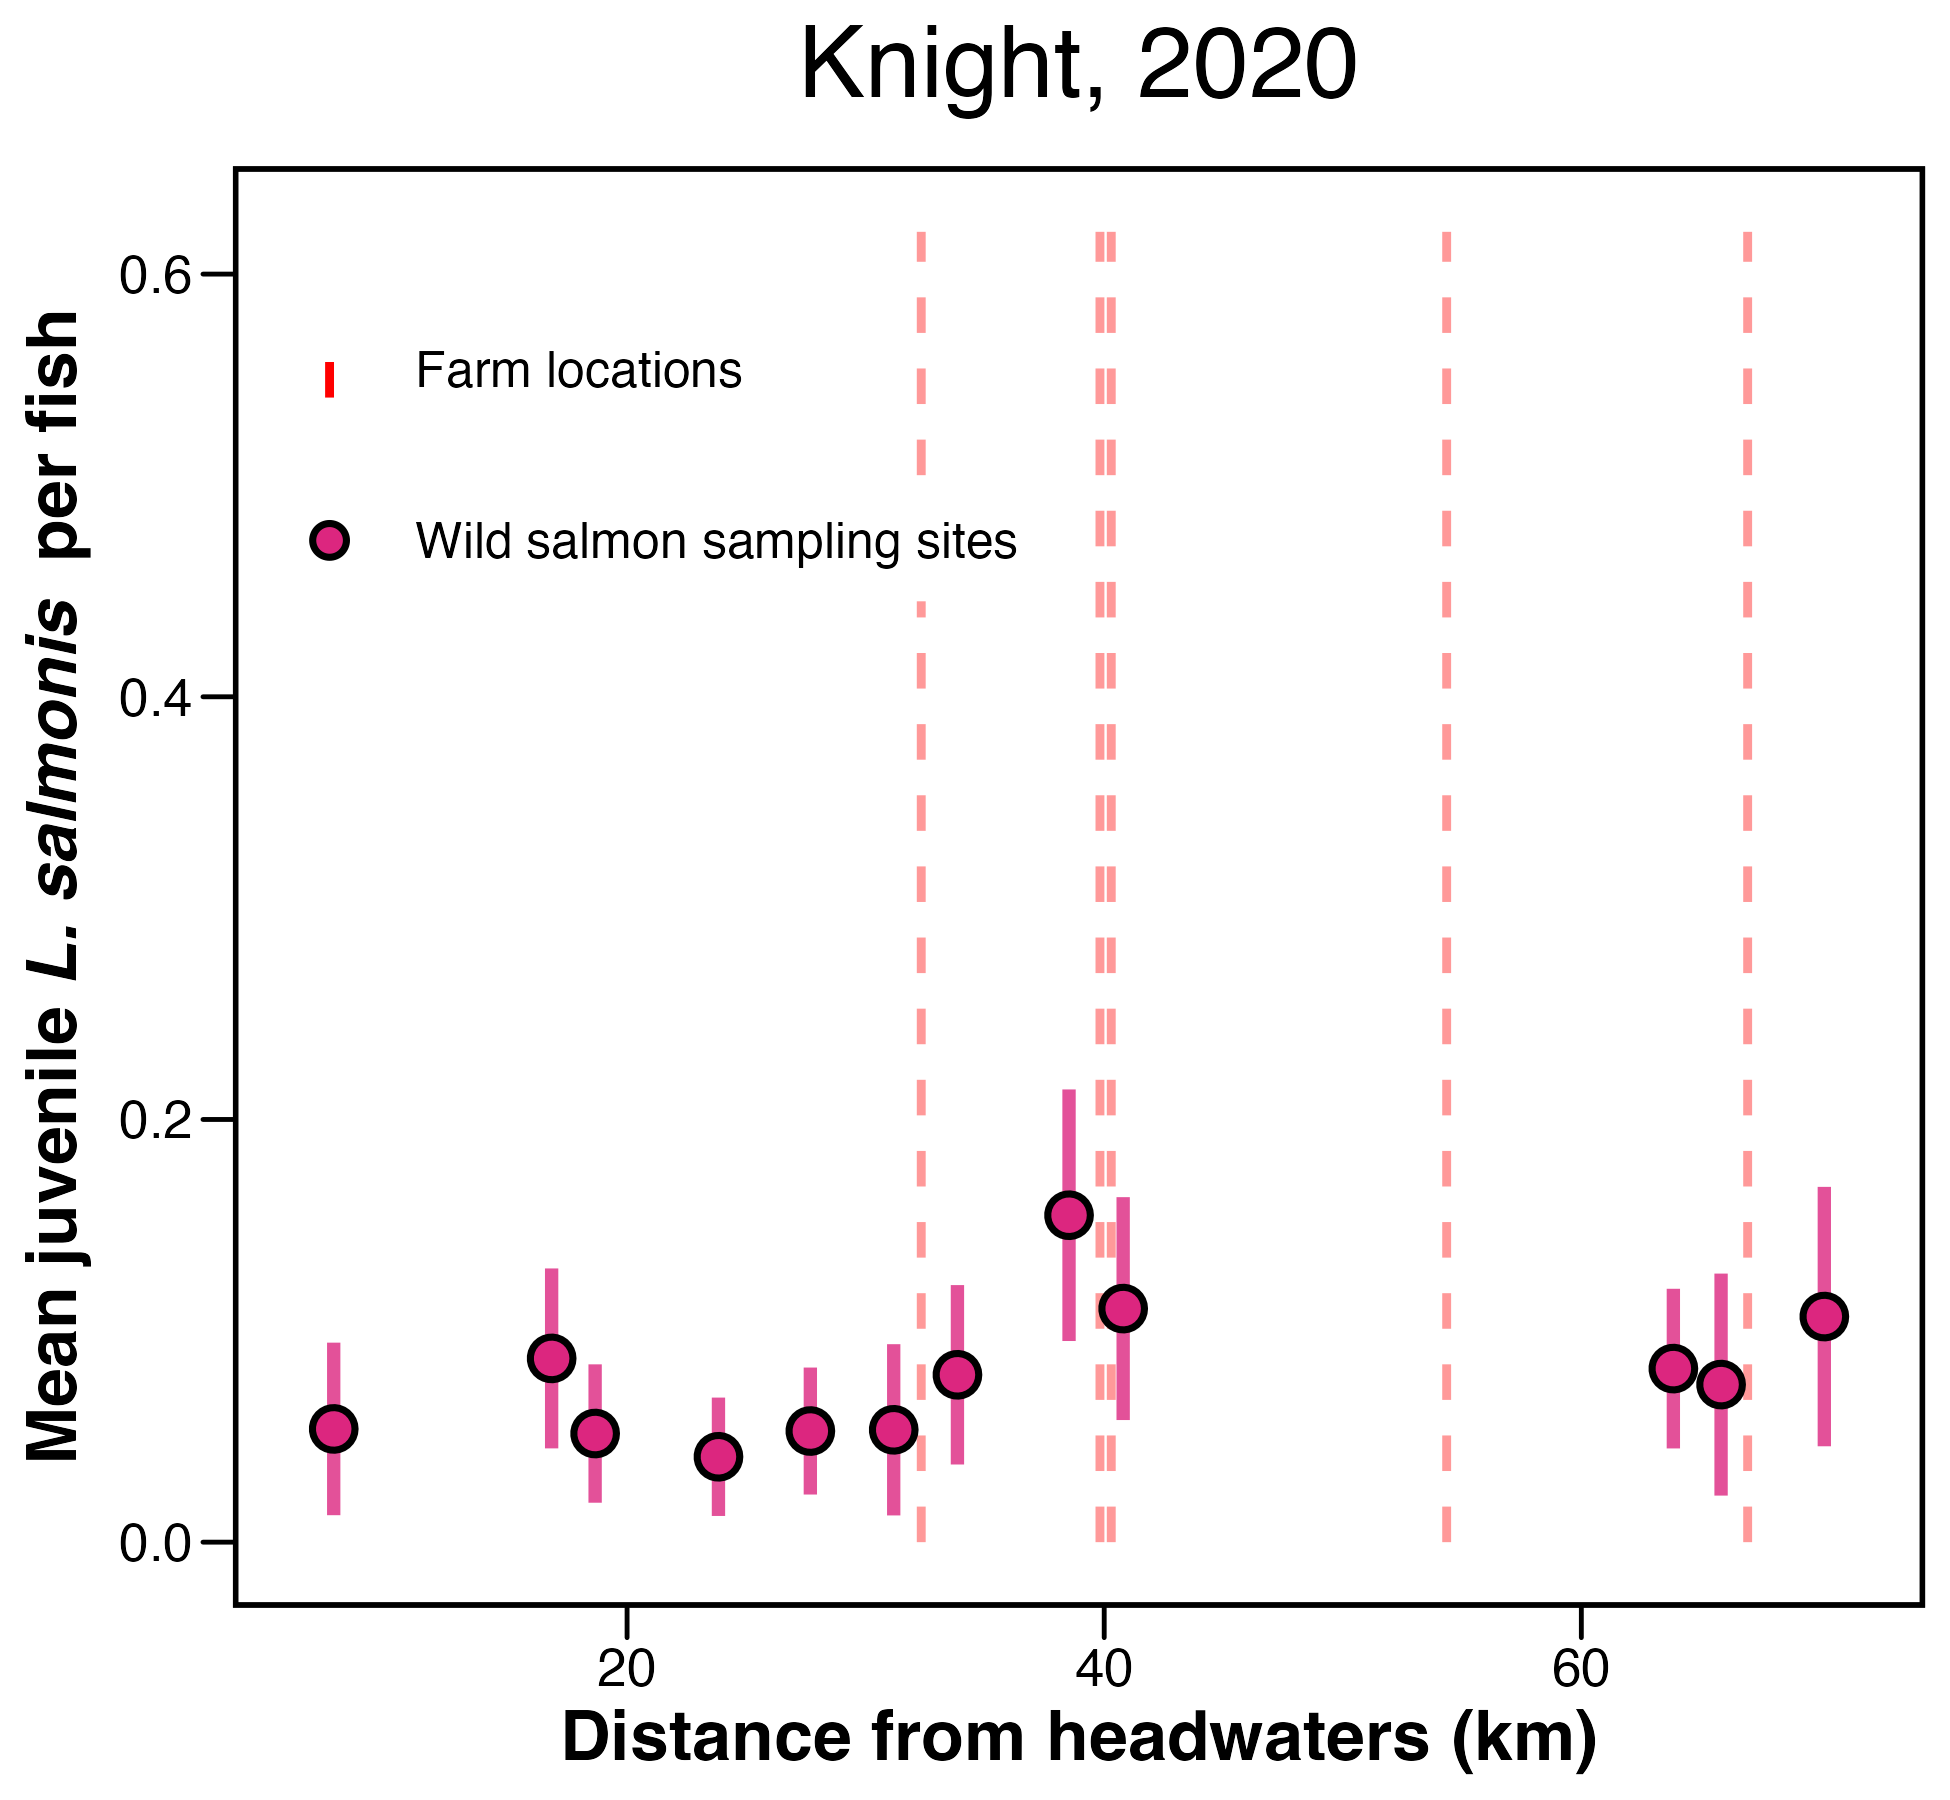 Knight, 2020
Mean juvenile L. salmonis per fish
0.6
0.4
0.2
0.0
Farm locations
Wild salmon sampling sites
20 40 60
Distance from headwaters (km)